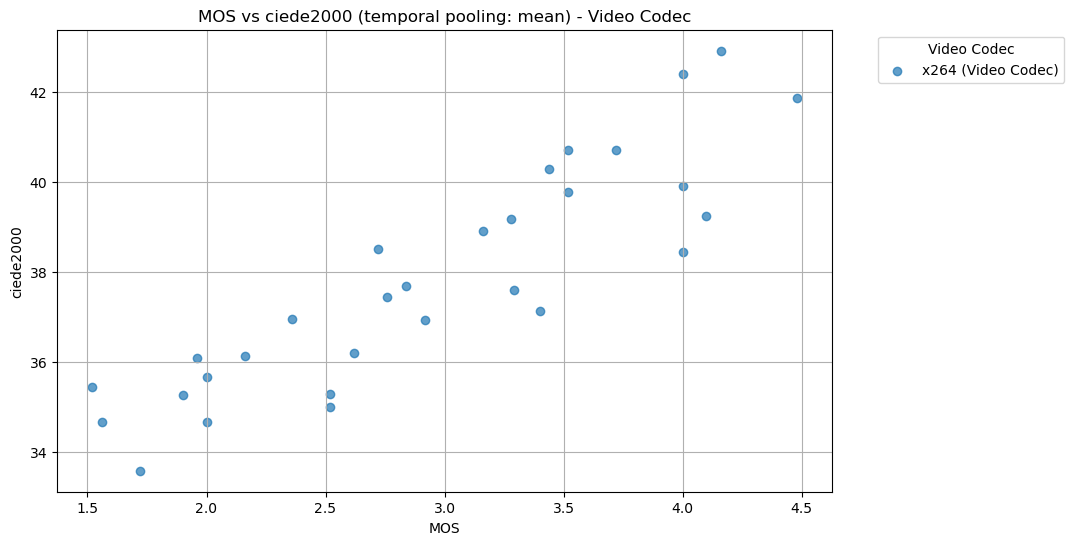 MOS vs ciede2000 (temporal pooling: mean) - Video Codec
Video Codec
x264 (Video Codec)
ciede2000
42
40
38
36
34
1.5 2.0 2.5 3.0 3.5 4.0 4.5
MOS